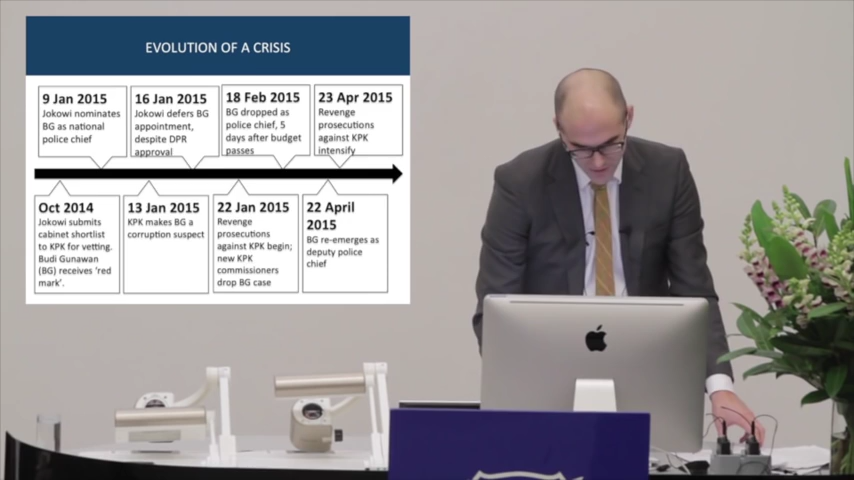 EVOLUTION OF A CRISIS
9 Jan 2015
Jokowi nominates
BG as national
police chief
16 Jan 2015
Jokowi defers BG
appointment,
despite DPR
approval
18 Feb 2015
BG dropped as
police chief, 5
days after budget
passes
23 Apr 2015
Revenge
prosecutions
against KPK
intensify
Oct 2014
Jokowi submits
cabinet shortlist
to KPK for vetting.
Budi Gunawan
(BG) receives ‘red
mark’.
13 Jan 2015
KPK makes BG a
corruption suspect
22 Jan 2015
Revenge
prosecutions
against KPK begin;
new KPK
commissioners
drop BG case
22 April
2015
BG re-emerges as
deputy police
chief